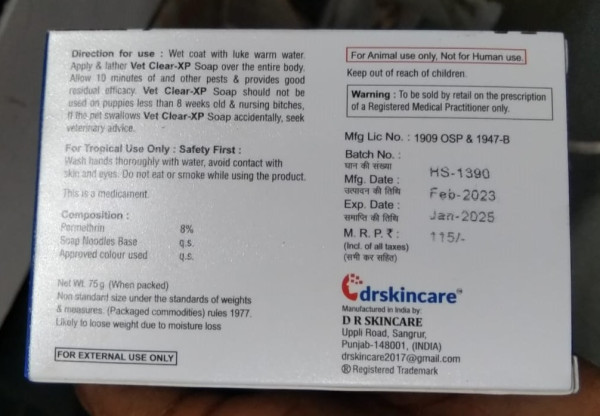 Direction for use : Wet coat with luke warm water.
Apply & lather Vet Clear-XP Soap over the entire body.
Allow 10 minutes of and other pests & provides good
residual efficacy. Vet Clear-XP Soap should not be
used on puppies less than 8 weeks old & nursing bitches,
If the pet swallows Vet Clear-XP Soap accidentally, seek
veterinary advice.
For Tropical Use Only : Safety First :
Wash hands thoroughly with water, avoid contact with
skin and eyes. Do not eat or smoke while using the product.
This is a medicament.
Composition :
Permethrin 8%
Soap Noodles Base q.s.
Approved colour used q.s.
Net Wt. 75g (When packed)
Non standard size under the standards of weights
& measures. (Packaged commodities) rules 1977.
Likely to loose weight due to moisture loss
FOR EXTERNAL USE ONLY
For Animal use only, Not for Human use.
Keep out of reach of children.
Warning : To be sold by retail on the prescription
of a Registered Medical Practitioner only.
Mfg Lic No. : 1909 OSP & 1947-B
Batch No. : HS-1390
घान की संख्या
Mfg. Date : Feb-2023
उत्पादन की तिथि
Exp. Date : Jan-2025
समाप्ति की तिथि
M. R. P. ₹ : 115/-
(Incl. of all taxes)
(सभी कर सहित)
drskincare™
Manufactured in India by:
D R SKINCARE
Uppli Road, Sangrur,
Punjab-148001, (INDIA)
drskincare2017@gmail.com
® Registered Trademark